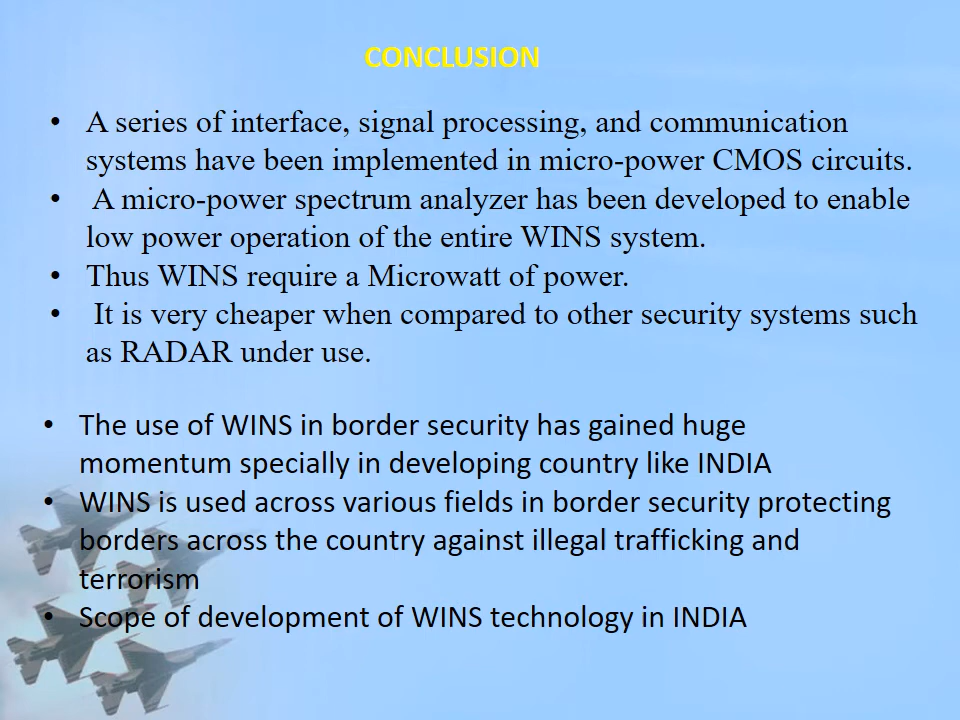 CONCLUSION
• A series of interface, signal processing, and communication
systems have been implemented in micro-power CMOS circuits.
• A micro-power spectrum analyzer has been developed to enable
low power operation of the entire WINS system.
• Thus WINS require a Microwatt of power.
• It is very cheaper when compared to other security systems such
as RADAR under use.
• The use of WINS in border security has gained huge
momentum specially in developing country like INDIA
• WINS is used across various fields in border security protecting
borders across the country against illegal trafficking and
terrorism
• Scope of development of WINS technology in INDIA